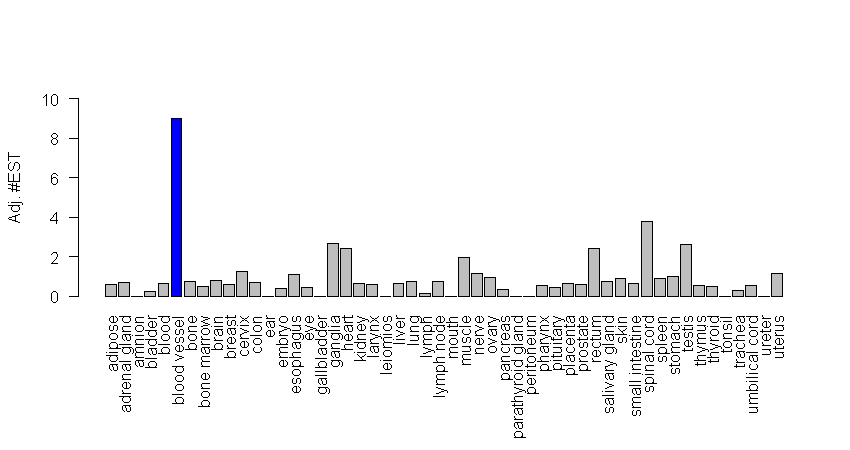 Adj. #EST
10
8
6
4
2
0
adipose
adrenal gland
amnion
bladder
blood
blood vessel
bone
bone marrow
brain
breast
cervix
colon
ear
embryo
esophagus
eye
gallbladder
ganglia
heart
kidney
larynx
leiomios
liver
lung
lymph
lymph node
mouth
muscle
nerve
ovary
pancreas
parathyroid gland
peritoneum
pharynx
pituitary
placenta
prostate
rectum
salivary gland
skin
small intestine
spinal cord
spleen
stomach
testis
thymus
thyroid
tonsil
trachea
umbilical cord
ureter
uterus